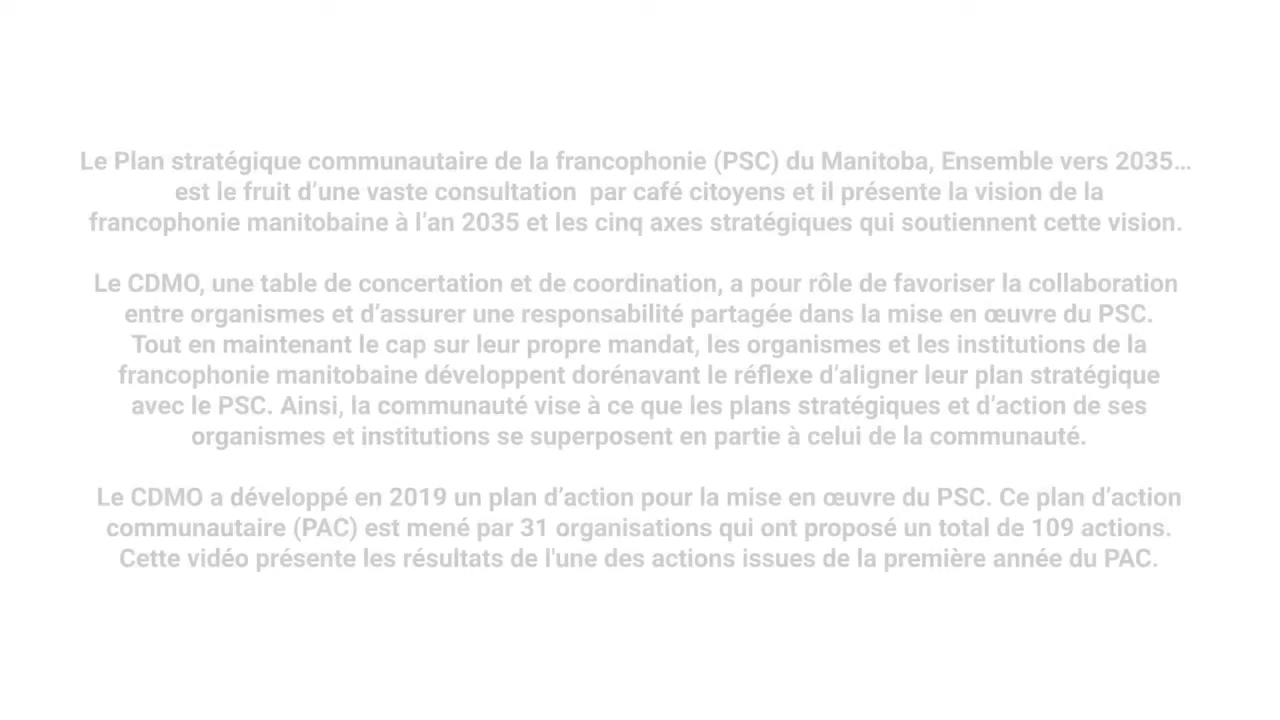 Le Plan stratégique communautaire de la francophonie (PSC) du Manitoba, Ensemble vers 2035...
est le fruit d’une vaste consultation  par café citoyens et il présente la vision de la
francophonie manitobaine à l’an 2035 et les cinq axes stratégiques qui soutiennent cette vision.
Le CDMO, une table de concertation et de coordination, a pour rôle de favoriser la collaboration
entre organismes et d’assurer une responsabilité partagée dans la mise en œuvre du PSC.
Tout en maintenant le cap sur leur propre mandat, les organismes et les institutions de la
francophonie manitobaine développent dorénavant le réflexe d’aligner leur plan stratégique
avec le PSC. Ainsi, la communauté vise à ce que les plans stratégiques et d’action de ses
organismes et institutions se superposent en partie à celui de la communauté.
Le CDMO a développé en 2019 un plan d’action pour la mise en œuvre du PSC. Ce plan d’action
communautaire (PAC) est mené par 31 organisations qui ont proposé un total de 109 actions.
Cette vidéo présente les résultats de l'une des actions issues de la première année du PAC.